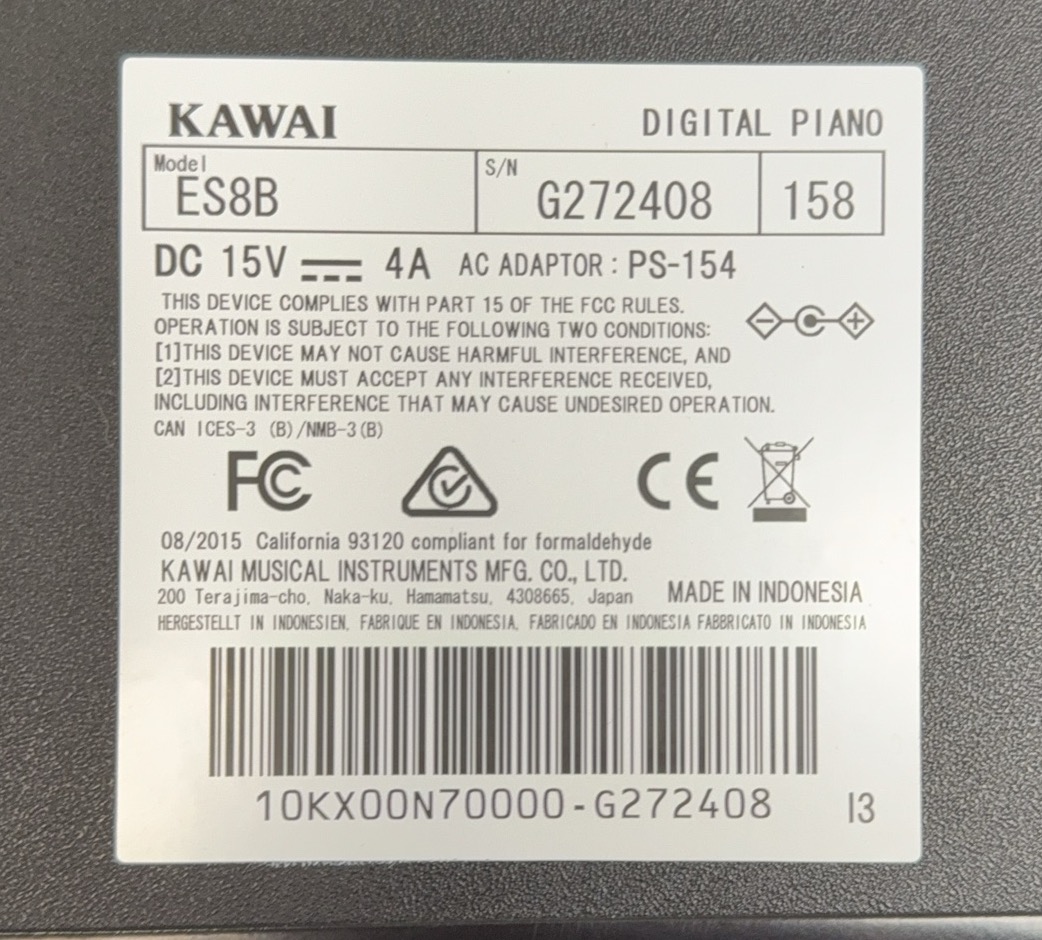 KAWAI DIGITAL PIANO
Model
ES8B
S/N G272408 158
DC 15V 4A AC ADAPTOR : PS-154
THIS DEVICE COMPLIES WITH PART 15 OF THE FCC RULES.
OPERATION IS SUBJECT TO THE FOLLOWING TWO CONDITIONS:
[1]THIS DEVICE MAY NOT CAUSE HARMFUL INTERFERENCE, AND
[2]THIS DEVICE MUST ACCEPT ANY INTERFERENCE RECEIVED,
INCLUDING INTERFERENCE THAT MAY CAUSE UNDESIRED OPERATION.
CAN ICES-3 (B)/NMB-3(B)
FC CE
08/2015 California 93120 compliant for formaldehyde
KAWAI MUSICAL INSTRUMENTS MFG. CO., LTD.
200 Terajima-cho, Naka-ku, Hamamatsu, 4308665, Japan MADE IN INDONESIA
HERGESTELLT IN INDONESIEN, FABRIQUE EN INDONESIA, FABRICADO EN INDONESIA FABBRICATO IN INDONESIA
10KX00N70000-G272408 I3